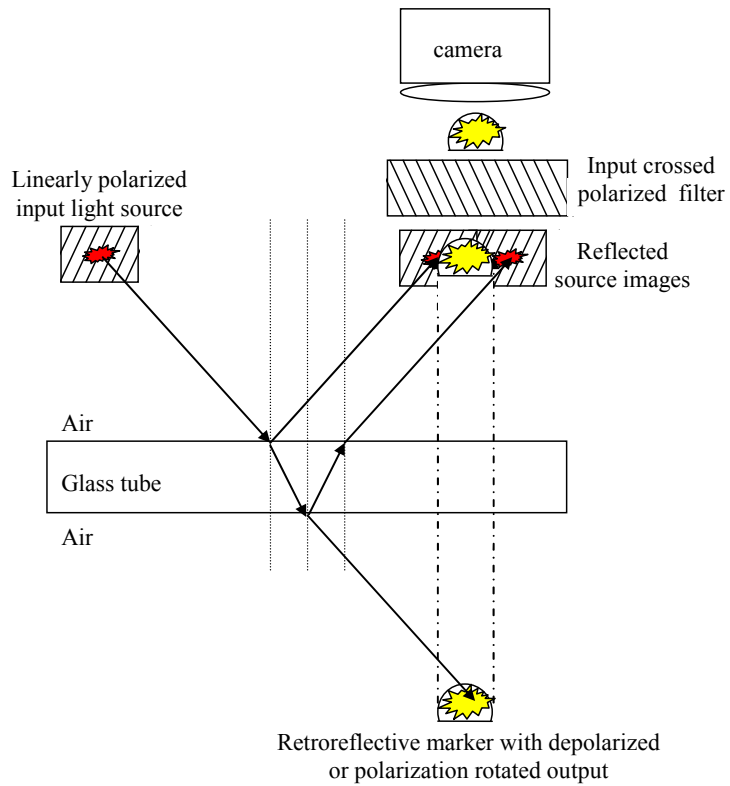 camera
Input crossed
polarized filter
Linearly polarized
input light source
Reflected
source images
Air
Glass tube
Air
Retroreflective marker with depolarized
or polarization rotated output